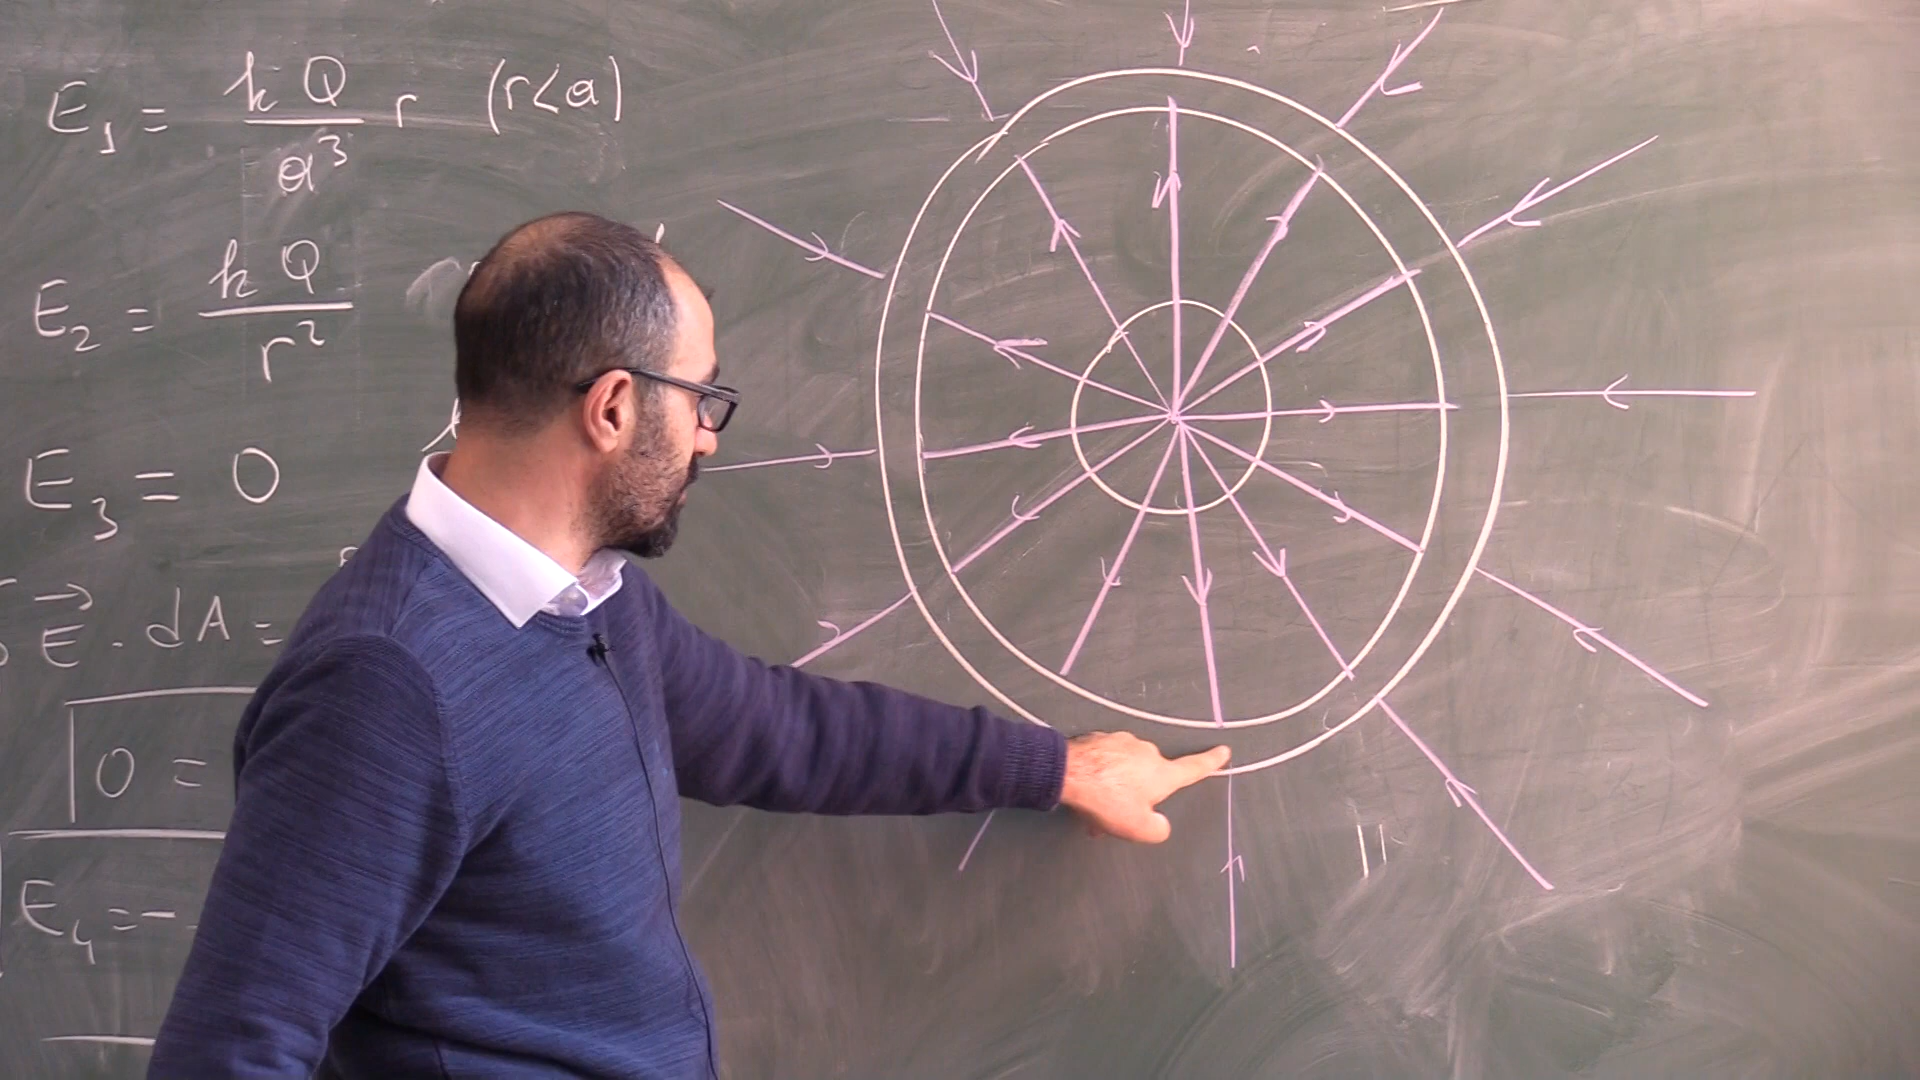 E₁ = kQ/a³ r (r<a)
E₂ = kQ/r²
E₃ = 0
E⃗ · dA =
0 =
E₄ = -